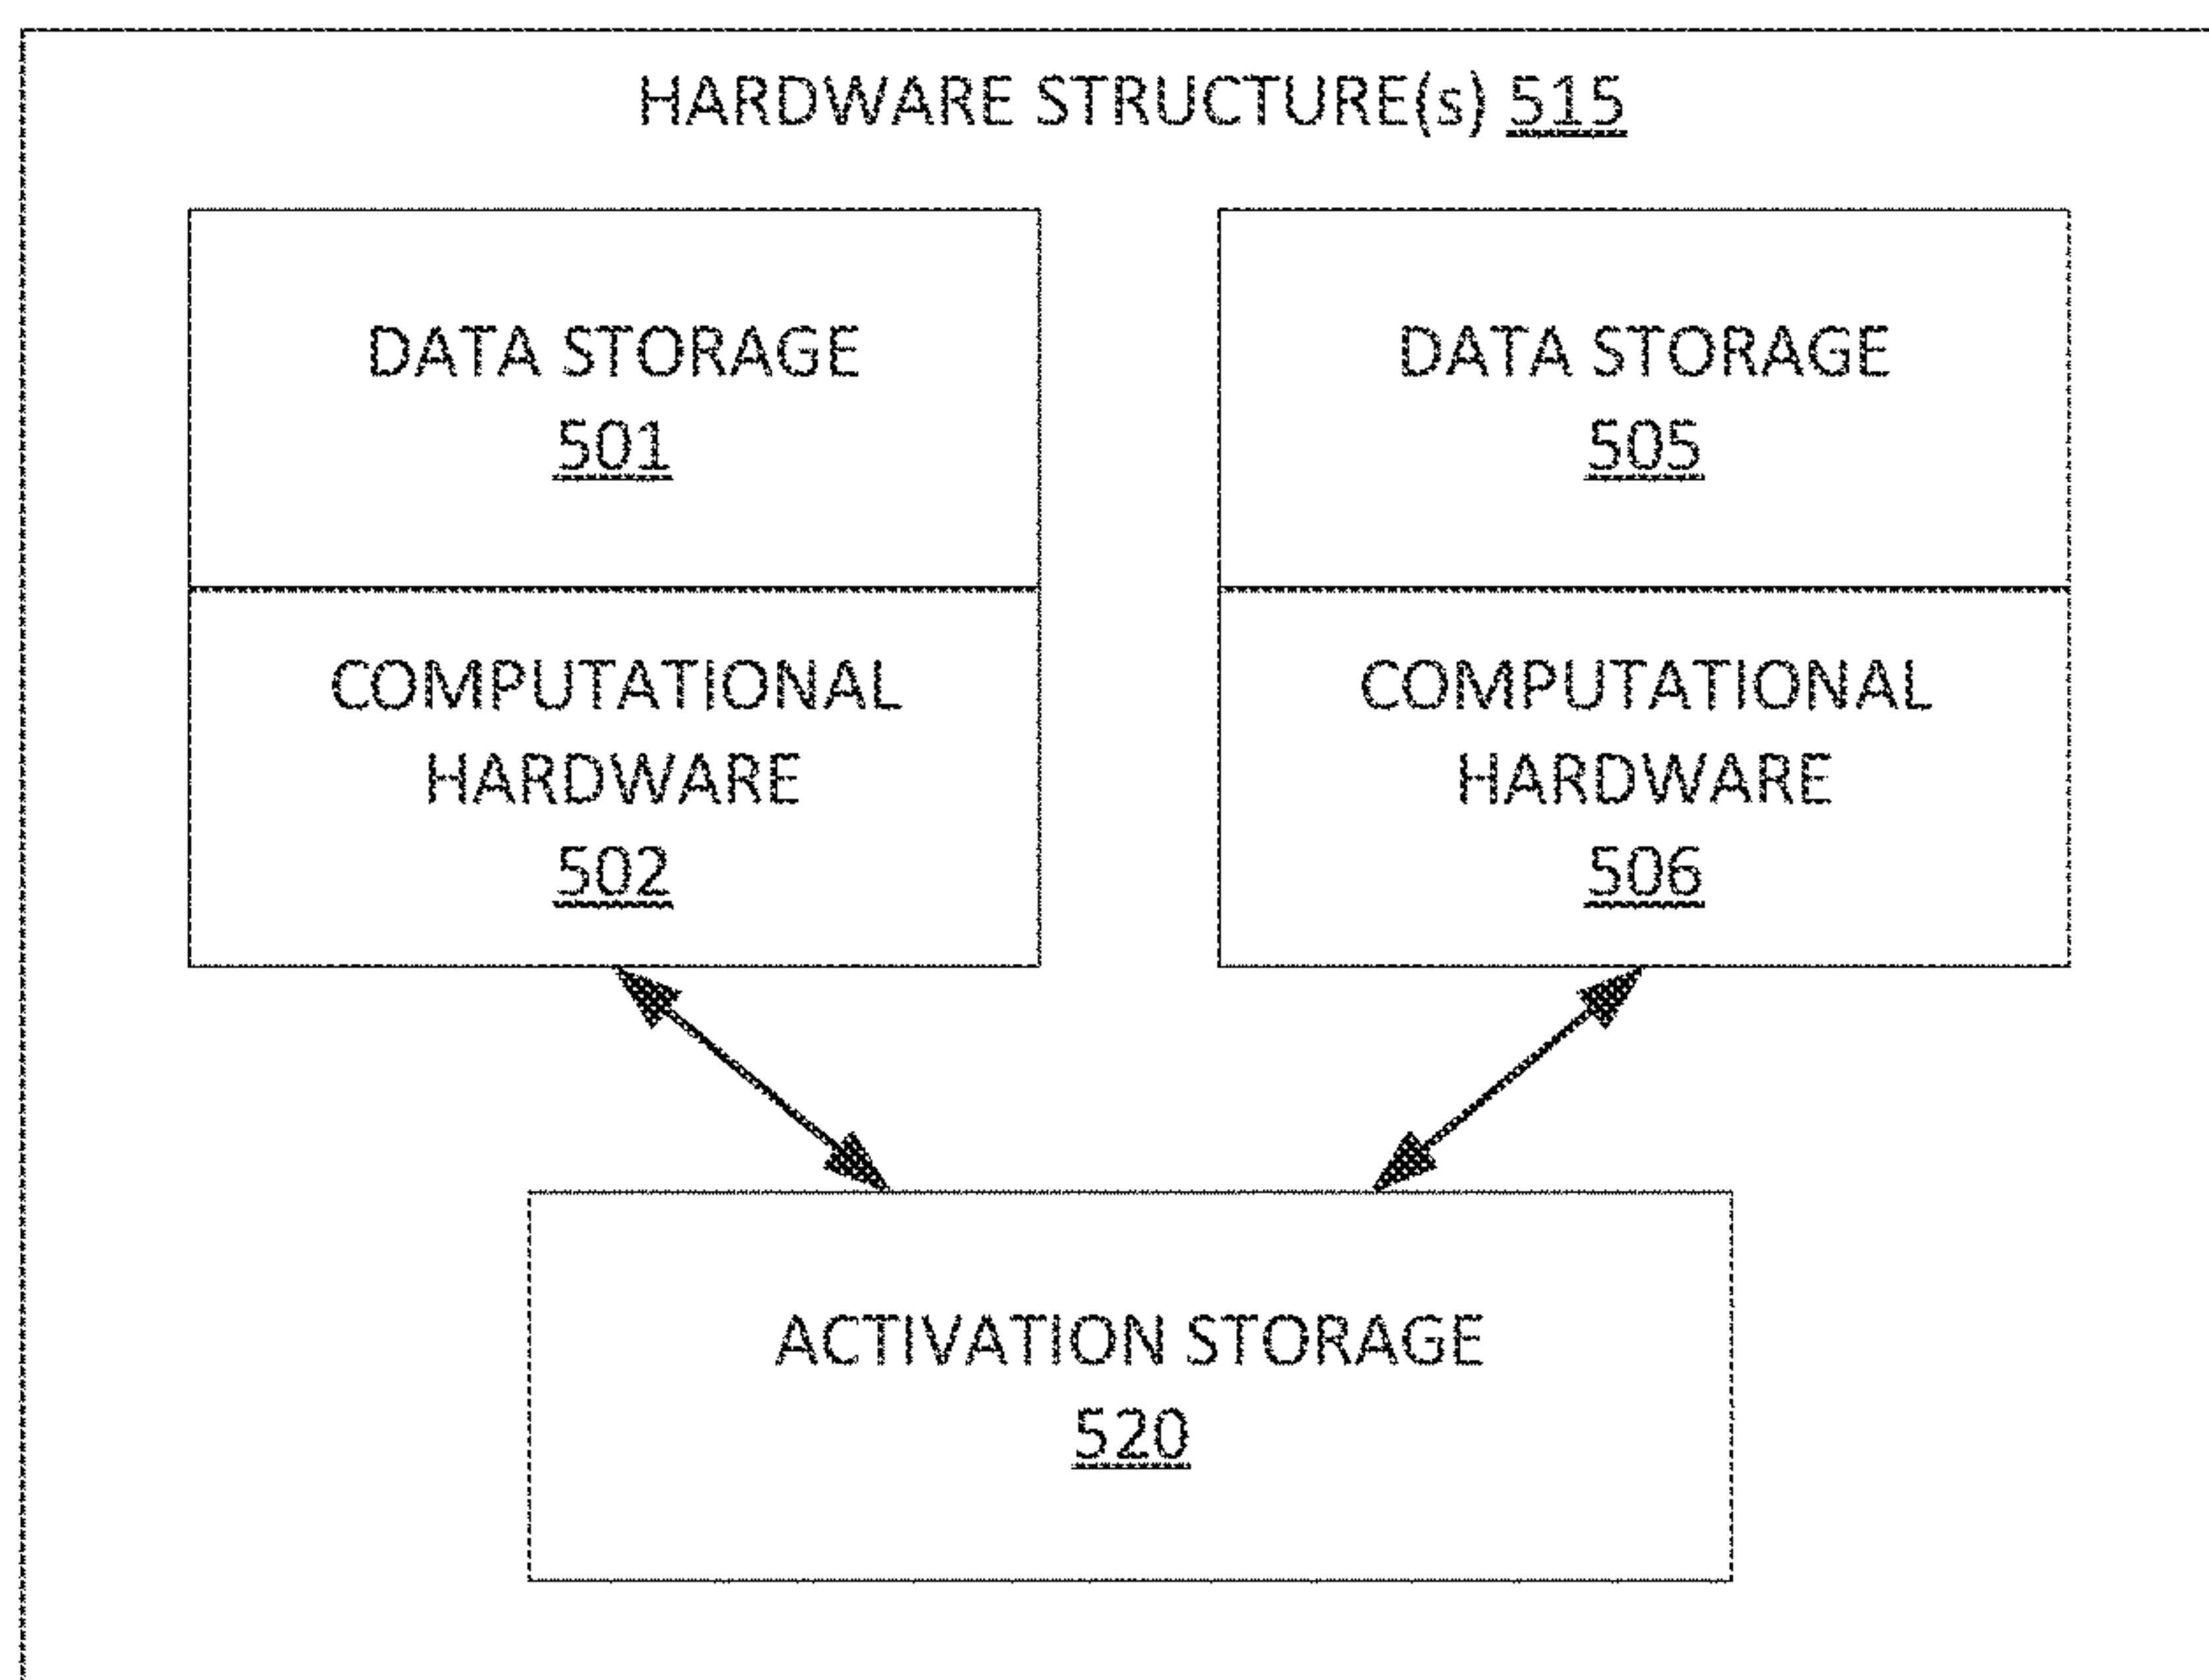 HARDWARE STRUCTURE(s) 515
DATA STORAGE
501
COMPUTATIONAL
HARDWARE
502
DATA STORAGE
505
COMPUTATIONAL
HARDWARE
506
ACTIVATION STORAGE
520